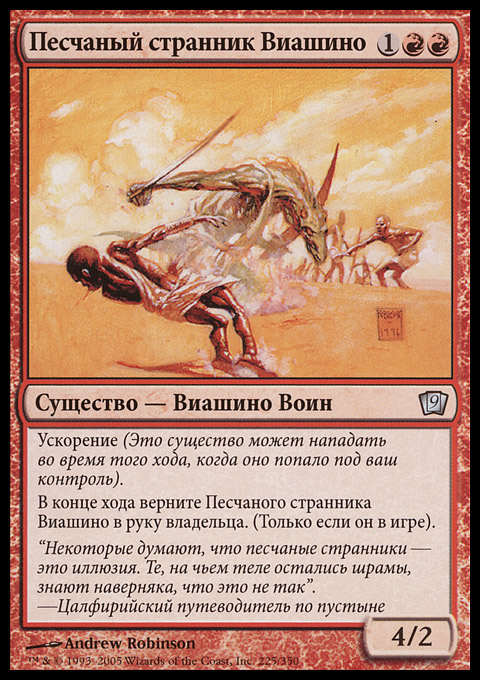 Песчаный странник Виашино 1
Существо — Виашино Воин 9
Ускорение (Это существо может нападать
во время того хода, когда оно попало под ваш
контроль).
В конце хода верните Песчаного странника
Виашино в руку владельца. (Только если он в игре).
“Некоторые думают, что песчаные странники —
это иллюзия. Те, на чьем теле остались шрамы,
знают наверняка, что это не так”.
—Цалфирийский путеводитель по пустыне
4/2
Andrew Robinson
™ & © 1993–2005 Wizards of the Coast, Inc. 225/350